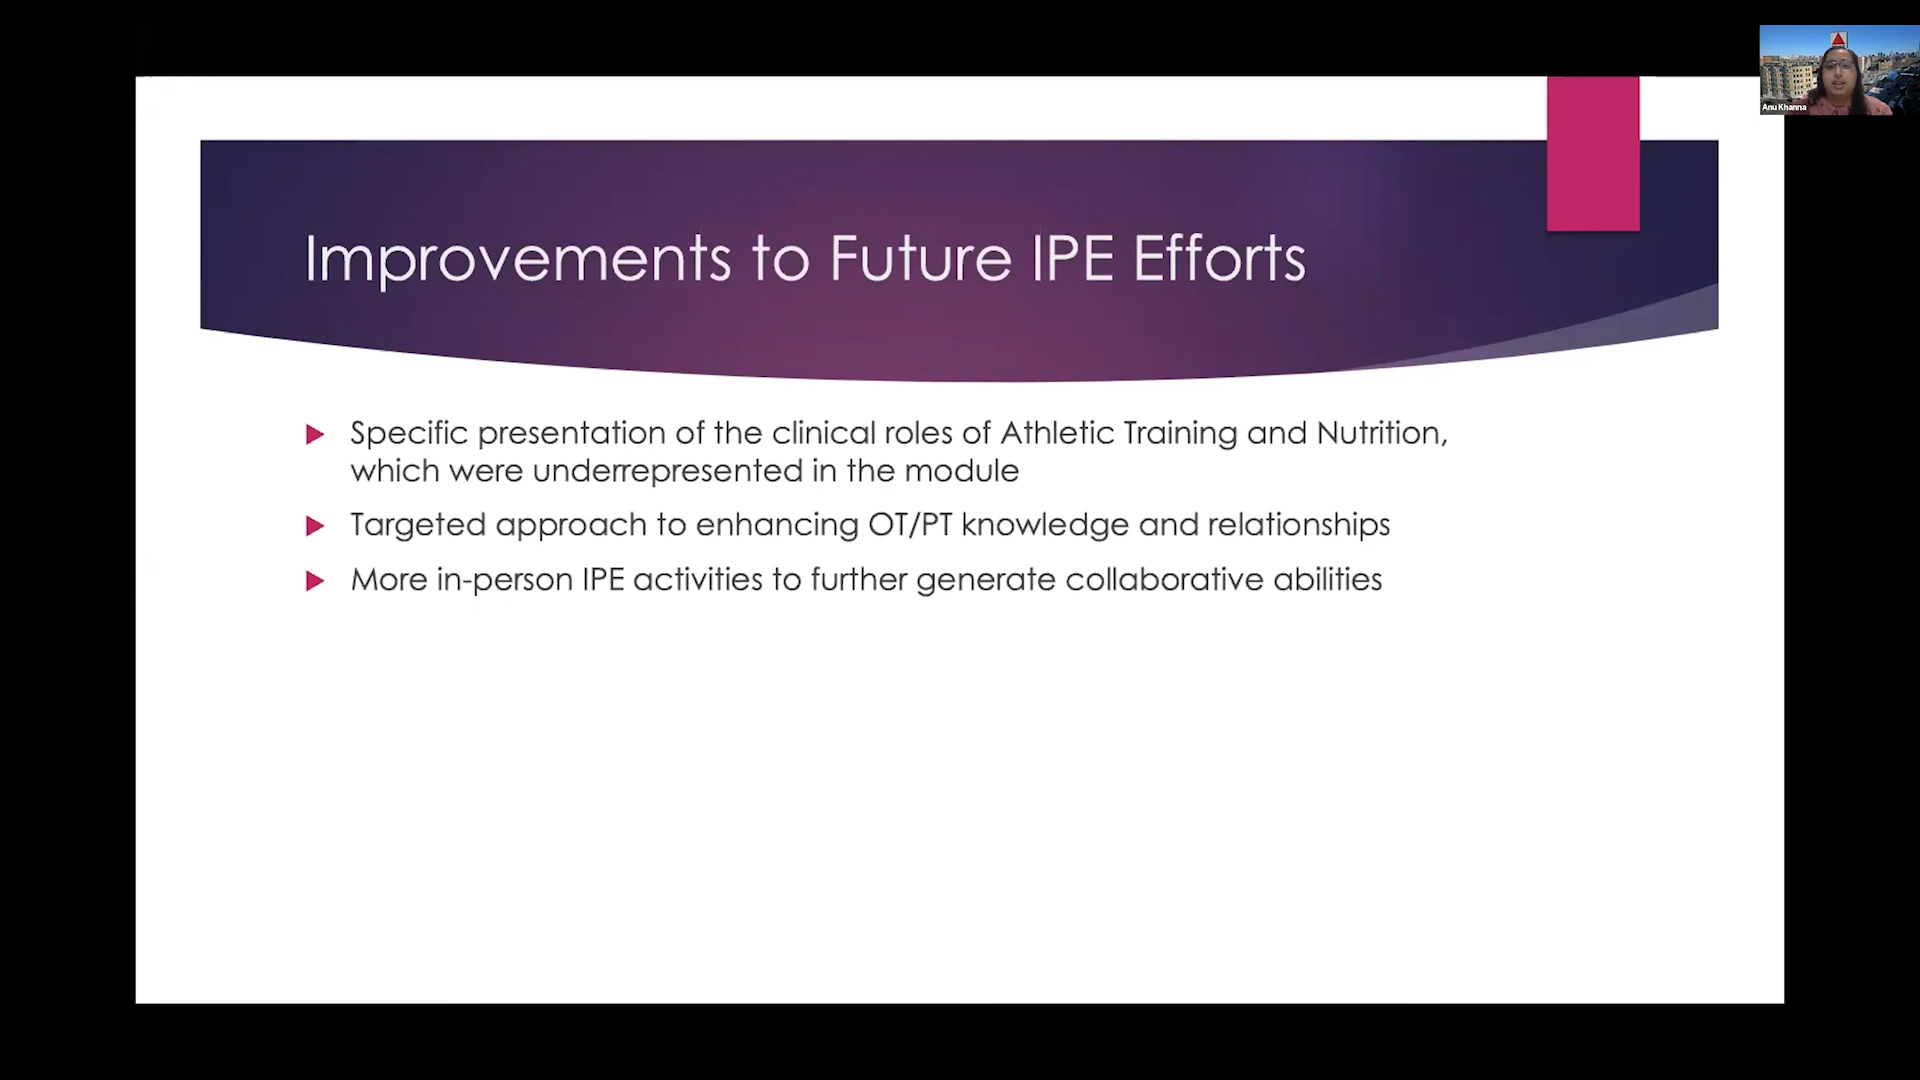 Improvements to Future IPE Efforts
Specific presentation of the clinical roles of Athletic Training and Nutrition,
which were underrepresented in the module
Targeted approach to enhancing OT/PT knowledge and relationships
More in-person IPE activities to further generate collaborative abilities
Anu Khanna